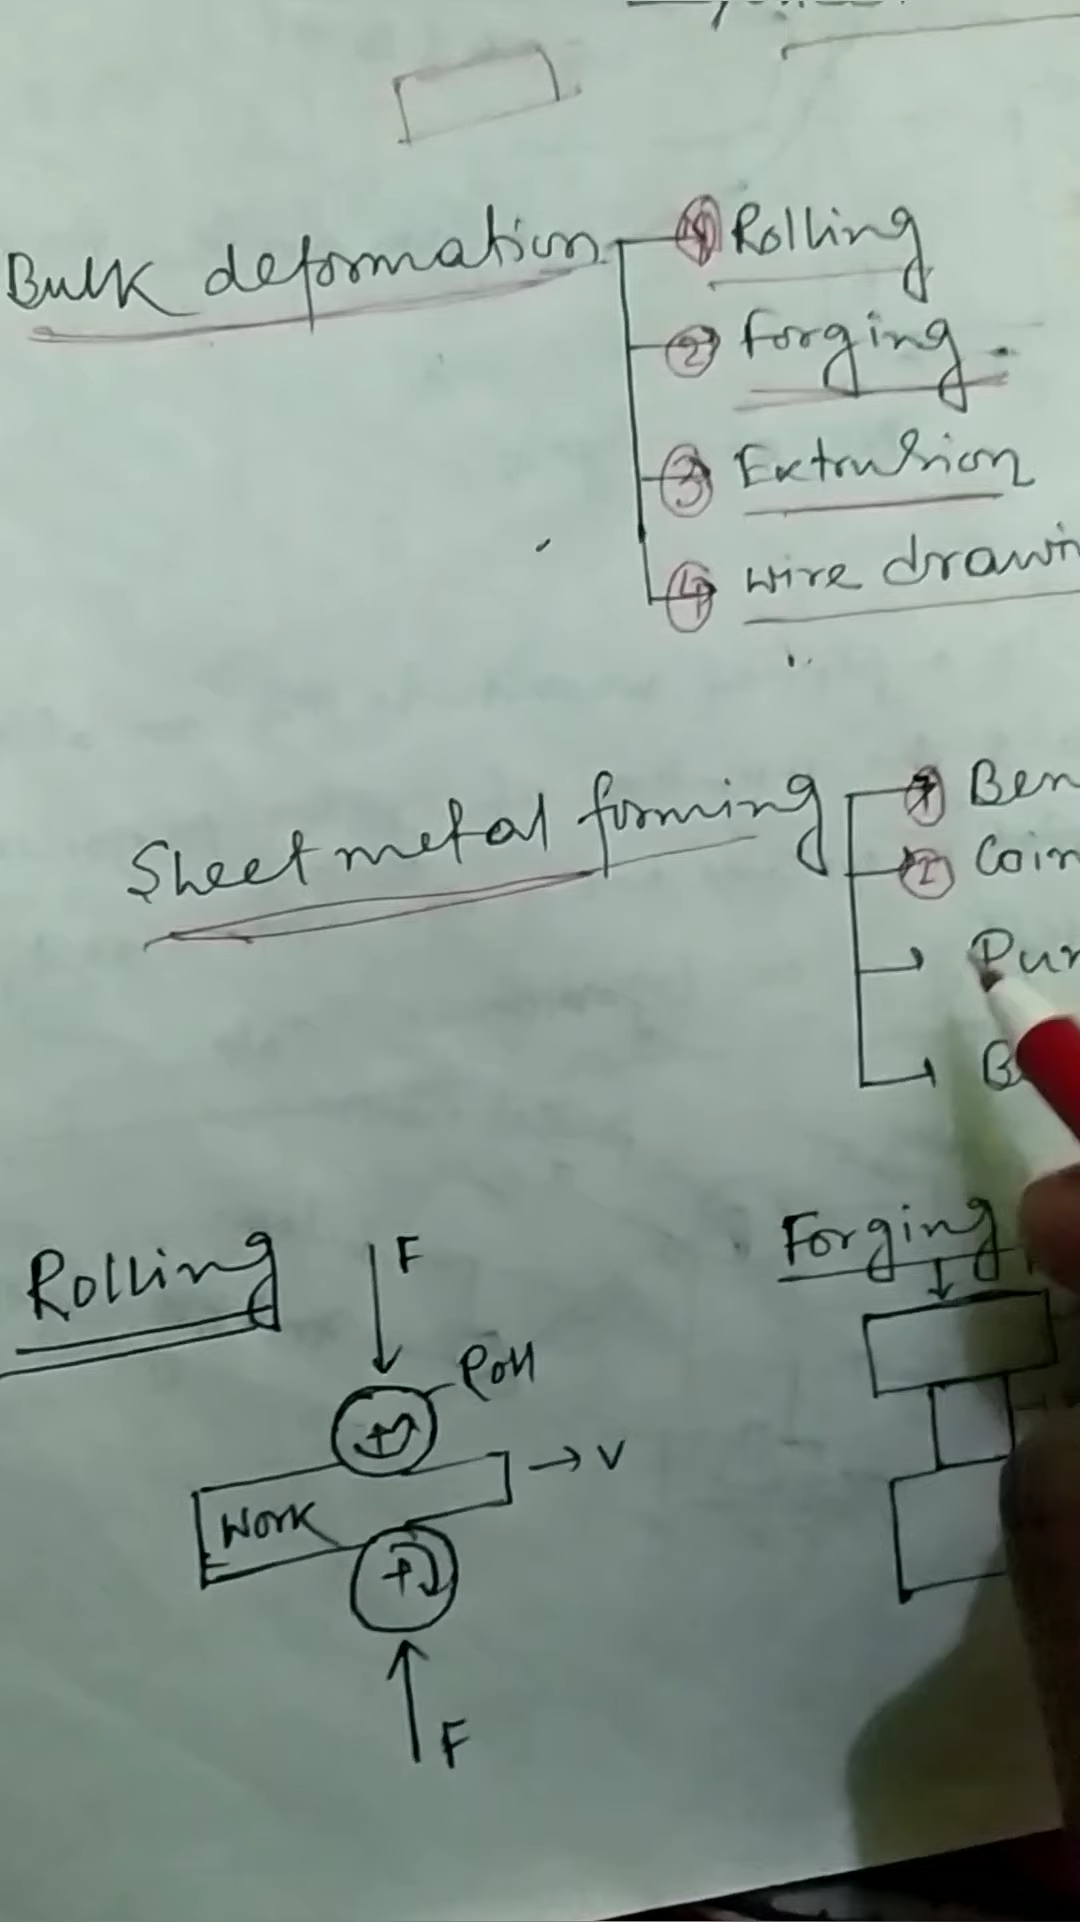 Bulk deformation
① Rolling
② forging
③ Extrusion
④ wire drawin
Sheet metal forming
① Ben
② Coin
Pun
B
Rolling
F
Roll
Work
→ V
F
Forging